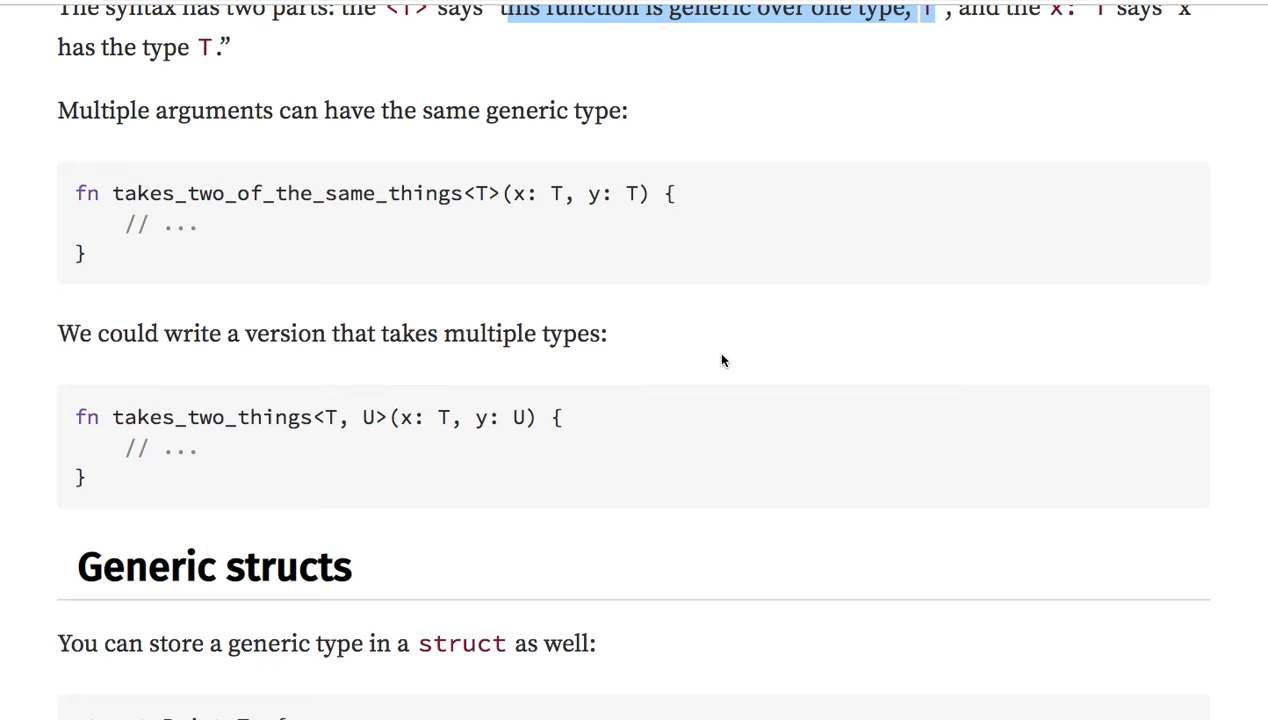 The syntax has two parts: the <T> says “this function is generic over one type, T”, and the x: T says “x
has the type T.”
Multiple arguments can have the same generic type:
fn takes_two_of_the_same_things<T>(x: T, y: T) {
// ...
}
We could write a version that takes multiple types:
fn takes_two_things<T, U>(x: T, y: U) {
// ...
}
Generic structs
You can store a generic type in a struct as well: